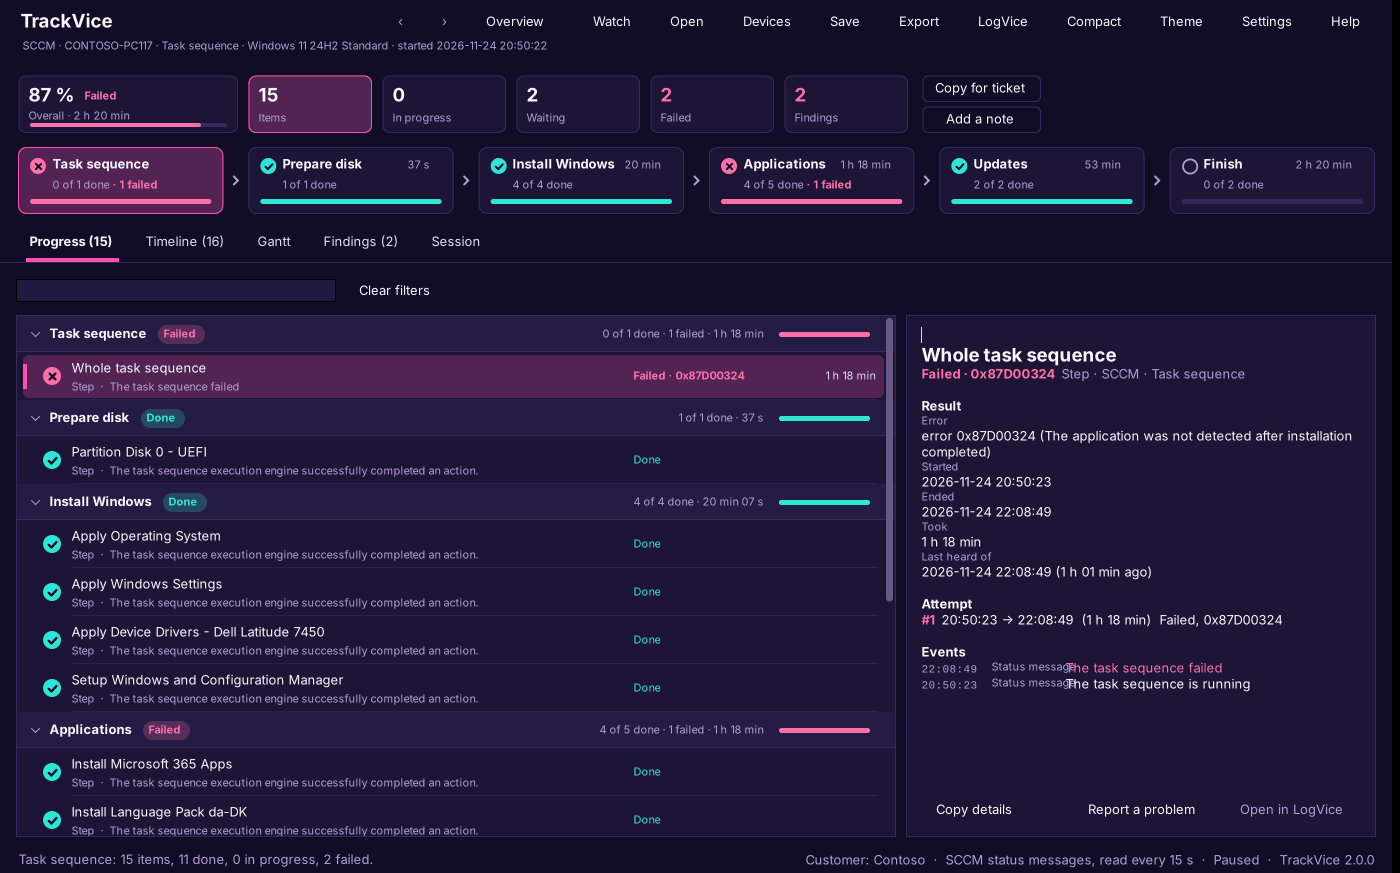 TrackVice
‹ › Overview Watch Open Devices Save Export LogVice Compact Theme Settings Help
SCCM · CONTOSO-PC117 · Task sequence · Windows 11 24H2 Standard · started 2026-11-24 20:50:22
87 % Failed
Overall · 2 h 20 min
15
Items
0
In progress
2
Waiting
2
Failed
2
Findings
Copy for ticket
Add a note
Task sequence
0 of 1 done · 1 failed
Prepare disk 37 s
1 of 1 done
Install Windows 20 min
4 of 4 done
Applications 1 h 18 min
4 of 5 done · 1 failed
Updates 53 min
2 of 2 done
Finish 2 h 20 min
0 of 2 done
Progress (15) Timeline (16) Gantt Findings (2) Session
Clear filters
Task sequence Failed 0 of 1 done · 1 failed · 1 h 18 min
Whole task sequence Failed · 0x87D00324 1 h 18 min
Step · The task sequence failed
Prepare disk Done 1 of 1 done · 37 s
Partition Disk 0 - UEFI Done
Step · The task sequence execution engine successfully completed an action.
Install Windows Done 4 of 4 done · 20 min 07 s
Apply Operating System Done
Step · The task sequence execution engine successfully completed an action.
Apply Windows Settings Done
Step · The task sequence execution engine successfully completed an action.
Apply Device Drivers - Dell Latitude 7450 Done
Step · The task sequence execution engine successfully completed an action.
Setup Windows and Configuration Manager Done
Step · The task sequence execution engine successfully completed an action.
Applications Failed 4 of 5 done · 1 failed · 1 h 18 min
Install Microsoft 365 Apps Done
Step · The task sequence execution engine successfully completed an action.
Install Language Pack da-DK Done
Step · The task sequence execution engine successfully completed an action.
Whole task sequence
Failed · 0x87D00324 Step · SCCM · Task sequence
Result
Error
error 0x87D00324 (The application was not detected after installation
completed)
Started
2026-11-24 20:50:23
Ended
2026-11-24 22:08:49
Took
1 h 18 min
Last heard of
2026-11-24 22:08:49 (1 h 01 min ago)
Attempt
#1 20:50:23 → 22:08:49 (1 h 18 min) Failed, 0x87D00324
Events
22:08:49 Status message The task sequence failed
20:50:23 Status message The task sequence is running
Copy details Report a problem Open in LogVice
Task sequence: 15 items, 11 done, 0 in progress, 2 failed.
Customer: Contoso · SCCM status messages, read every 15 s · Paused · TrackVice 2.0.0